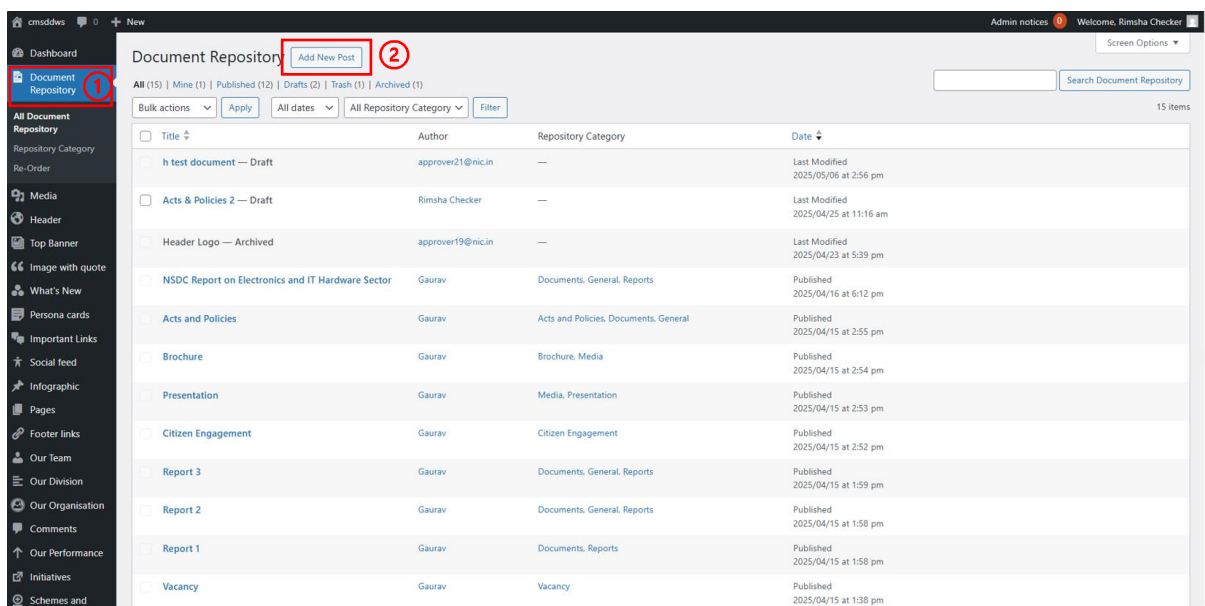 cmsddws 0 + New Admin notices 0 Welcome, Rimsha Checker
Dashboard
Document
Repository
1
All Document
Repository
Repository Category
Re-Order
Media
Header
Top Banner
Image with quote
What's New
Persona cards
Important Links
Social feed
Infographic
Pages
Footer links
Our Team
Our Division
Our Organisation
Comments
Our Performance
Initiatives
Schemes and
Screen Options ▼
Document Repository Add New Post 2
All (15) | Mine (1) | Published (12) | Drafts (2) | Trash (1) | Archived (1)
Search Document Repository
Bulk actions Apply All dates All Repository Category Filter 15 items
Title Author Repository Category Date
h test document — Draft approver21@nic.in — Last Modified
2025/05/06 at 2:56 pm
Acts & Policies 2 — Draft Rimsha Checker — Last Modified
2025/04/25 at 11:16 am
Header Logo — Archived approver19@nic.in — Last Modified
2025/04/23 at 5:39 pm
NSDC Report on Electronics and IT Hardware Sector Gaurav Documents, General, Reports Published
2025/04/16 at 6:12 pm
Acts and Policies Gaurav Acts and Policies, Documents, General Published
2025/04/15 at 2:55 pm
Brochure Gaurav Brochure, Media Published
2025/04/15 at 2:54 pm
Presentation Gaurav Media, Presentation Published
2025/04/15 at 2:53 pm
Citizen Engagement Gaurav Citizen Engagement Published
2025/04/15 at 2:52 pm
Report 3 Gaurav Documents, General, Reports Published
2025/04/15 at 1:59 pm
Report 2 Gaurav Documents, General, Reports Published
2025/04/15 at 1:58 pm
Report 1 Gaurav Documents, Reports Published
2025/04/15 at 1:58 pm
Vacancy Gaurav Vacancy Published
2025/04/15 at 1:38 pm